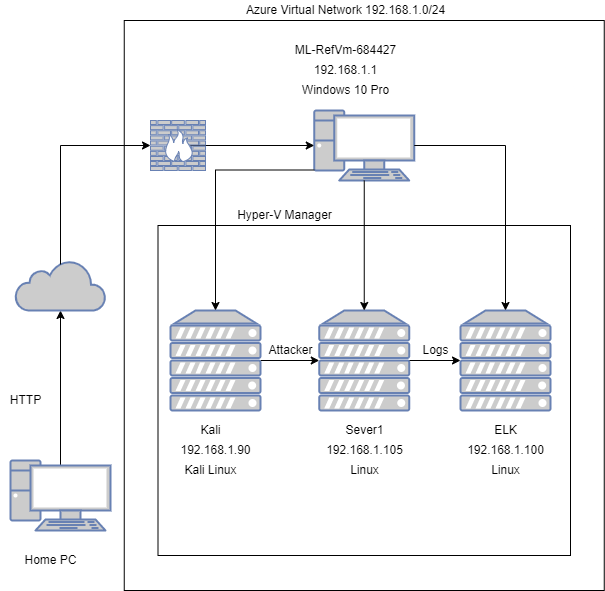 Azure Virtual Network 192.168.1.0/24
ML-RefVm-684427
192.168.1.1
Windows 10 Pro
Hyper-V Manager
Attacker
Logs
Kali
192.168.1.90
Kali Linux
Sever1
192.168.1.105
Linux
ELK
192.168.1.100
Linux
HTTP
Home PC